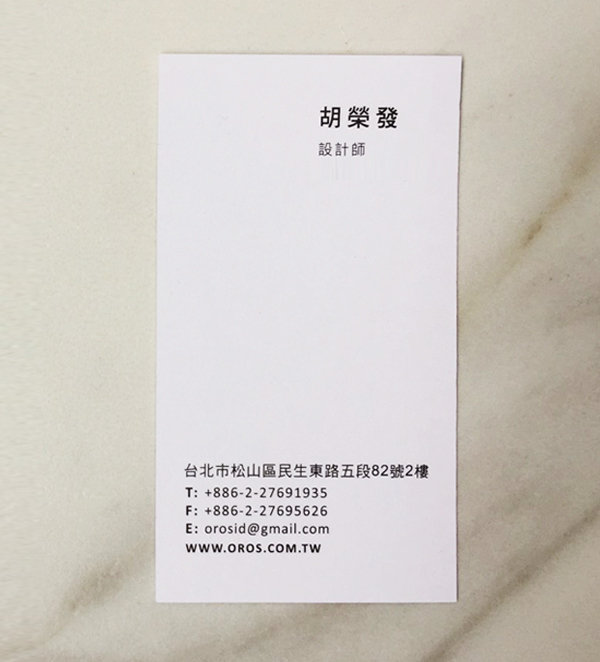 胡榮發
設計師
台北市松山區民生東路五段82號2樓
T: +886-2-27691935
F: +886-2-27695626
E: orosid@gmail.com
WWW.OROS.COM.TW